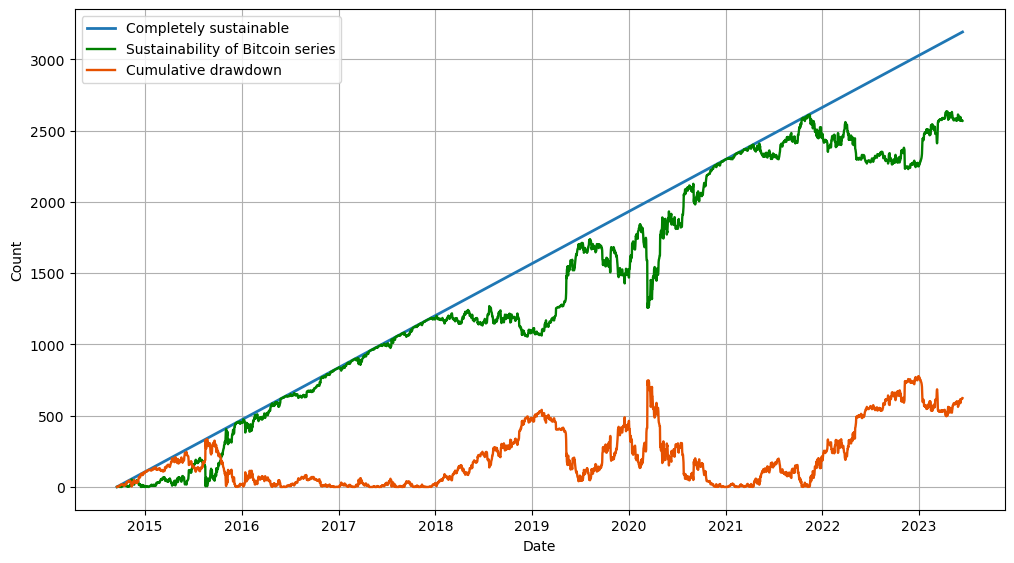 Completely sustainable
Sustainability of Bitcoin series
Cumulative drawdown
3000
2500
2000
1500
1000
500
0
Count
2015 2016 2017 2018 2019 2020 2021 2022 2023
Date